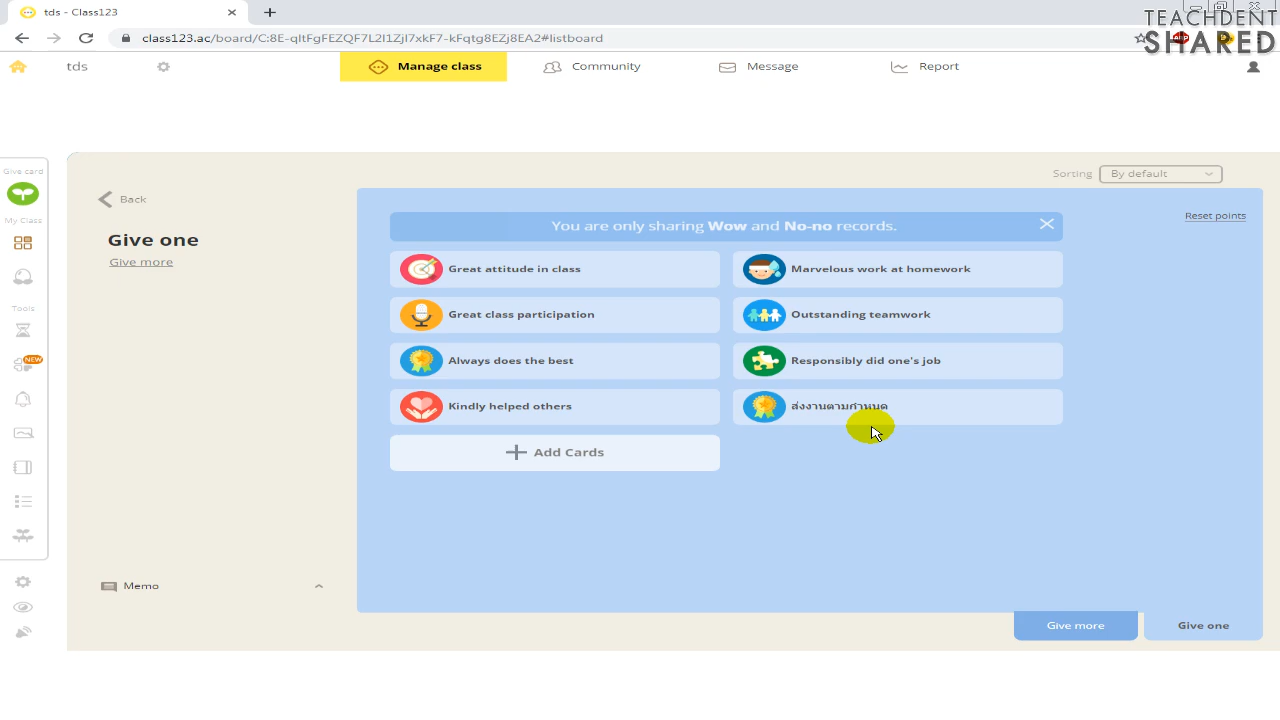 tds - Class123
TEACHDENT
SHARED
class123.ac/board/C:8E-qltFgFEZQF7L2I1ZjI7xkF7-kFqtg8EZj8EA2#listboard
tds
Manage class
Community
Message
Report
Give card
My Class
Tools
NEW
Back
Give one
Give more
Memo
Sorting
By default
Reset points
You are only sharing Wow and No-no records.
Great attitude in class
Marvelous work at homework
Great class participation
Outstanding teamwork
Always does the best
Responsibly did one's job
Kindly helped others
ส่งงานตามกำหนด
Add Cards
Give more
Give one